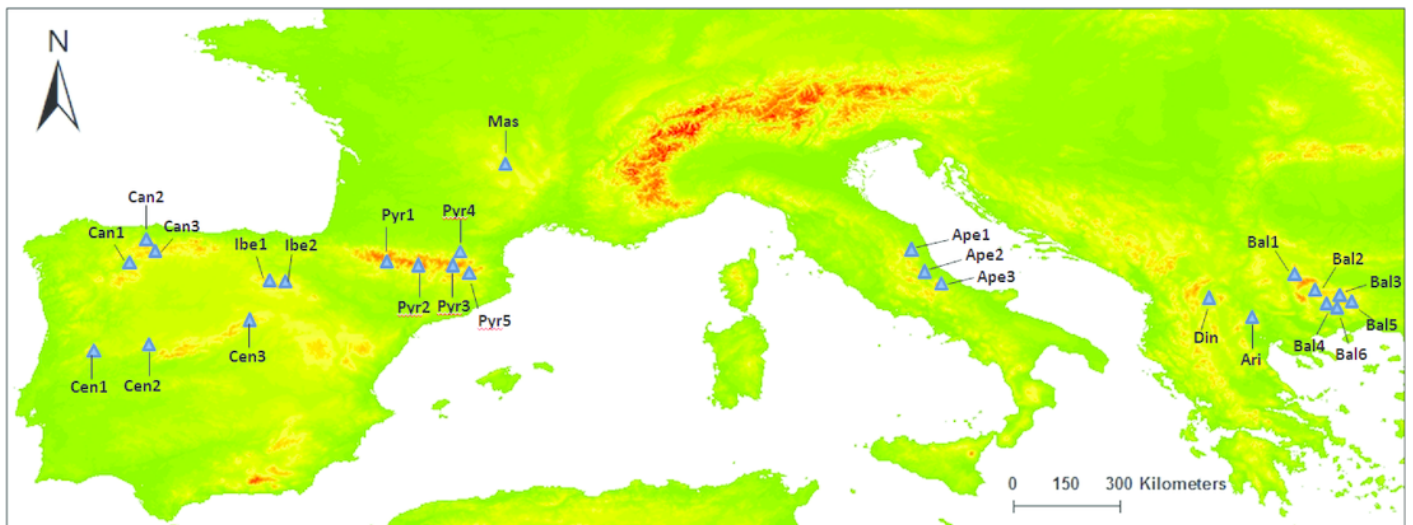 N
Mas
Can2
Can1
Can3
Ibe1
Ibe2
Pyr1
Pyr4
Pyr2
Pyr3
Pyr5
Cen1
Cen2
Cen3
Ape1
Ape2
Ape3
Bal1
Bal2
Bal3
Din
Ari
Bal4
Bal6
Bal5
0 150 300 Kilometers